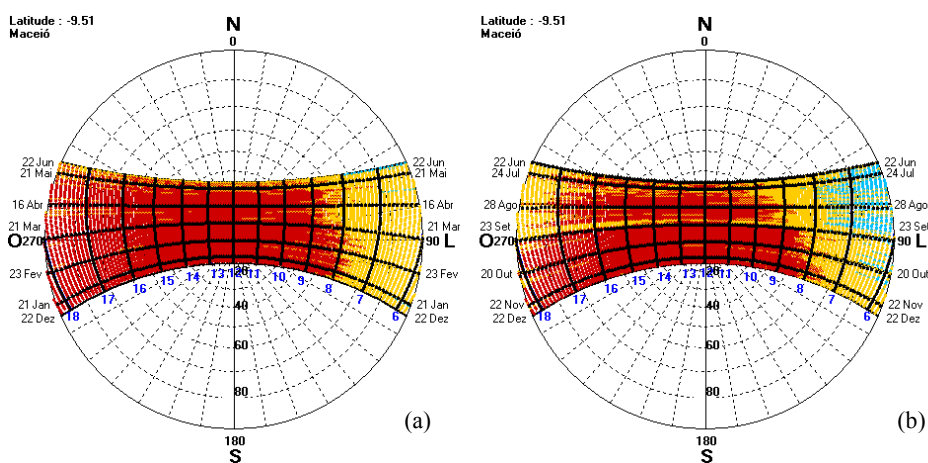 Latitude : -9.51
Maceió
N
0
22 Jun
21 Mai
16 Abr
21 Mar
O 270
23 Fev
21 Jan
22 Dez
22 Jun
21 Mai
16 Abr
21 Mar
90 L
23 Fev
21 Jan
22 Dez
18 17 16 15 14 13 12 11 10 9 8 7 6
20
40
60
80
180
S
(a)
Latitude : -9.51
Maceió
N
0
22 Jun
24 Jul
28 Ago
23 Set
O 270
20 Out
22 Nov
22 Dez
22 Jun
24 Jul
28 Ago
23 Set
90 L
20 Out
22 Nov
22 Dez
18 17 16 15 14 13 12 11 10 9 8 7 6
20
40
60
80
180
S
(b)